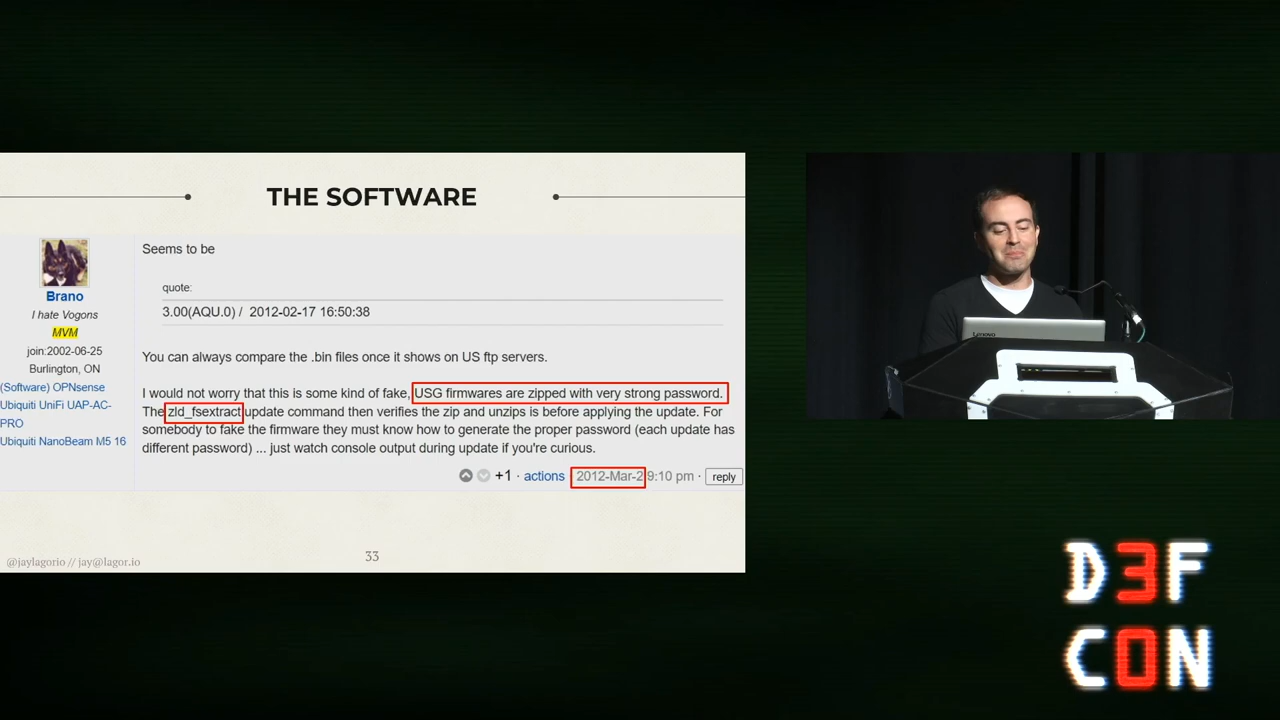 THE SOFTWARE
Brano
I hate Vogons
MVM
join:2002-06-25
Burlington, ON
(Software) OPNsense
Ubiquiti UniFi UAP-AC-
PRO
Ubiquiti NanoBeam M5 16
Seems to be
quote:
3.00(AQU.0) / 2012-02-17 16:50:38
You can always compare the .bin files once it shows on US ftp servers.
I would not worry that this is some kind of fake, USG firmwares are zipped with very strong password.
The zld_fsextract update command then verifies the zip and unzips is before applying the update. For
somebody to fake the firmware they must know how to generate the proper password (each update has
different password) ... just watch console output during update if you're curious.
+1 · actions 2012-Mar-2 9:10 pm · reply
@jaylagorio // jay@lagor.io
33
Lenovo
D3F
C0N